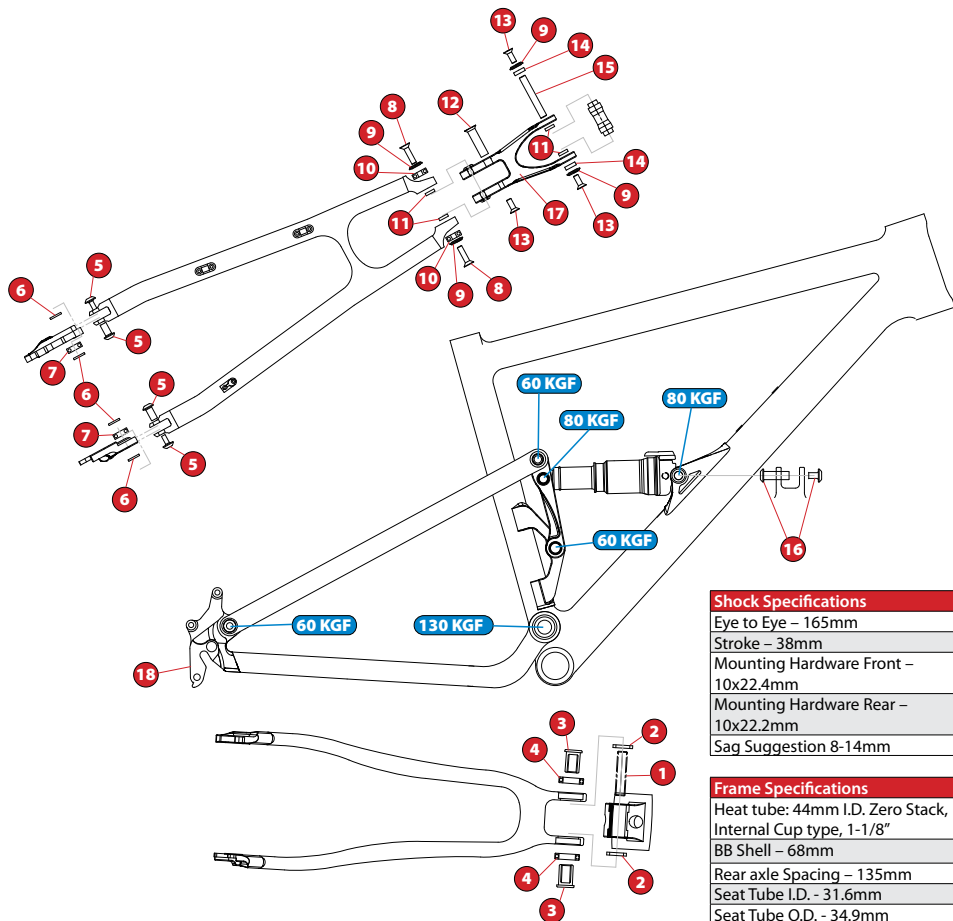 13
9
14
15
12
8
9
10
11
14
9
11
17
13
13
10
9
8
5
6
5
7
6
5
7
6
5
60 KGF
80 KGF
80 KGF
60 KGF
16
60 KGF
130 KGF
18
3
2
4
1
4
2
3
Shock Specifications
Eye to Eye – 165mm
Stroke – 38mm
Mounting Hardware Front –
10x22.4mm
Mounting Hardware Rear –
10x22.2mm
Sag Suggestion 8-14mm
Frame Specifications
Heat tube: 44mm I.D. Zero Stack,
Internal Cup type, 1-1/8”
BB Shell – 68mm
Rear axle Spacing – 135mm
Seat Tube I.D. - 31.6mm
Seat Tube O.D. - 34.9mm